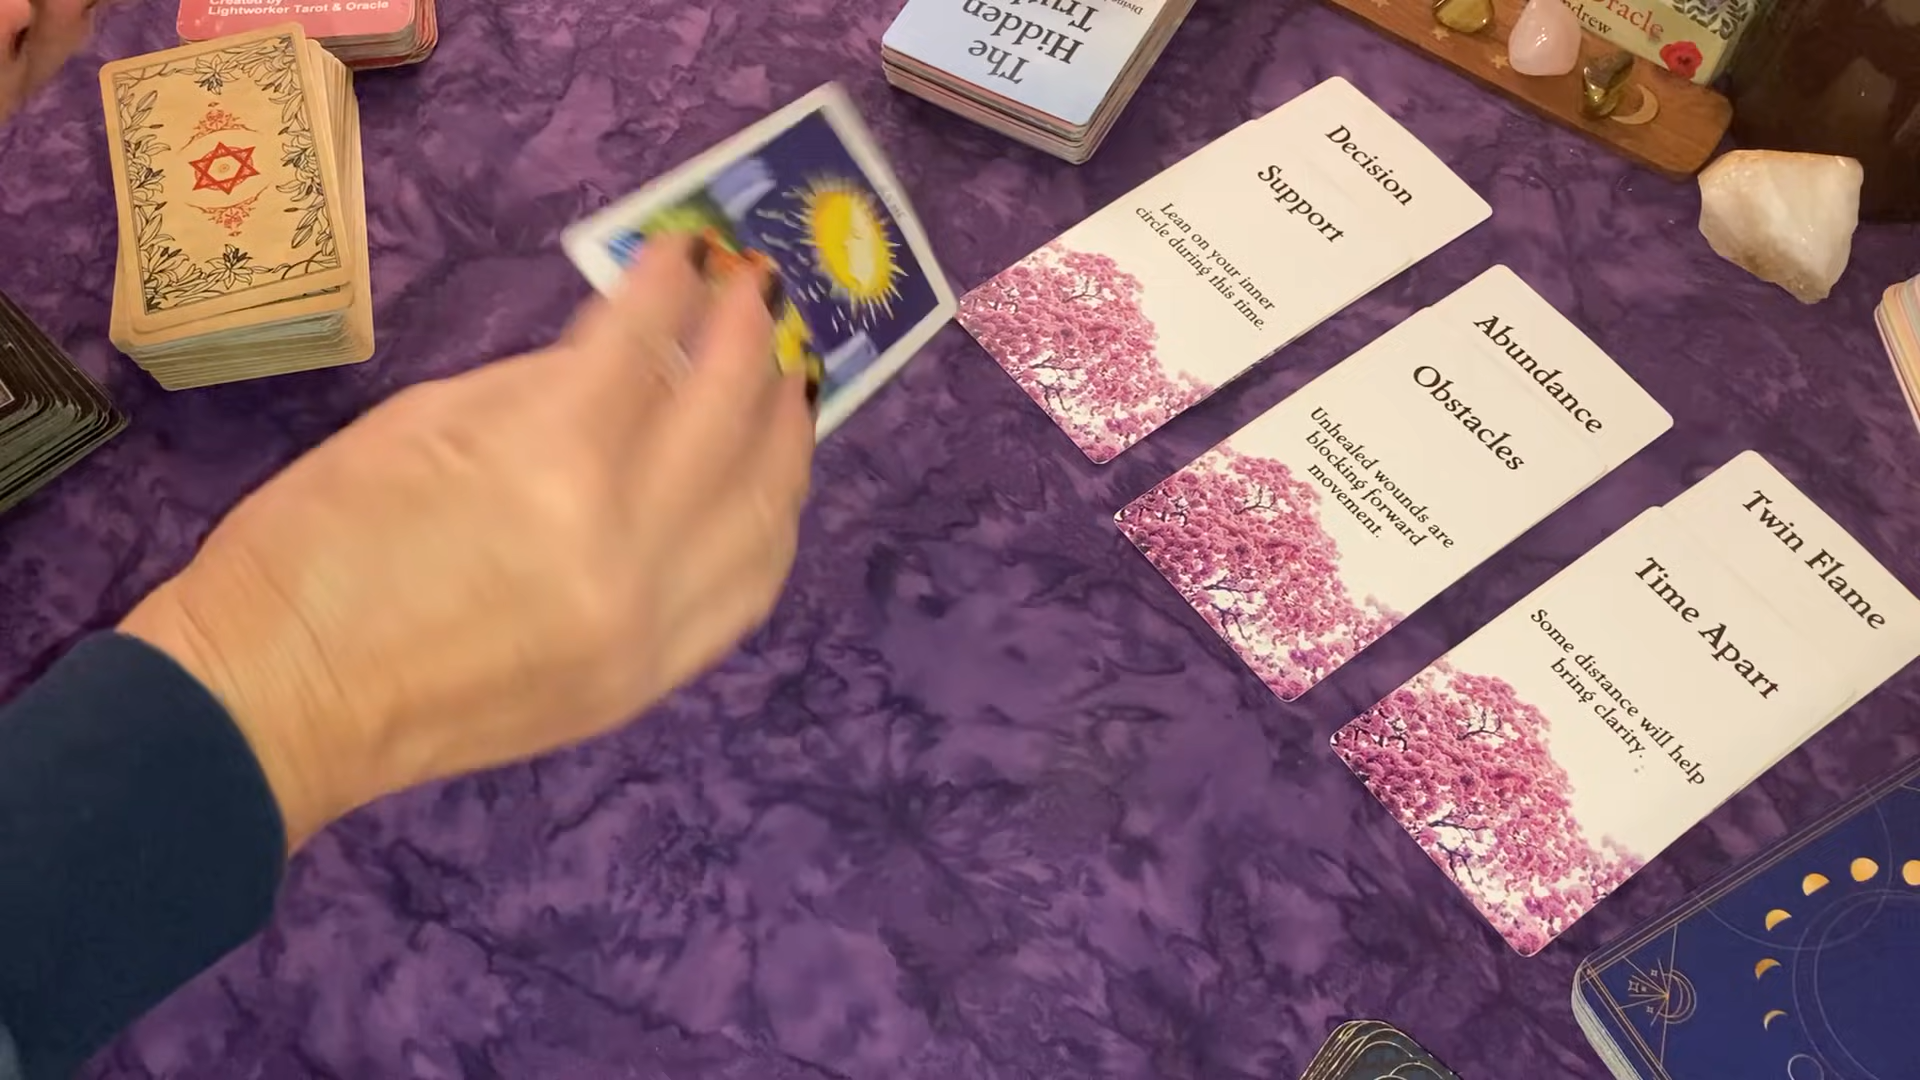 Created by
Lightworker Tarot & Oracle
The
Hidden
Oracle
Decision
Support
Lean on your inner
circle during this time.
Abundance
Obstacles
Unhealed wounds are
blocking forward
movement.
Twin Flame
Time Apart
Some distance will help
bring clarity.